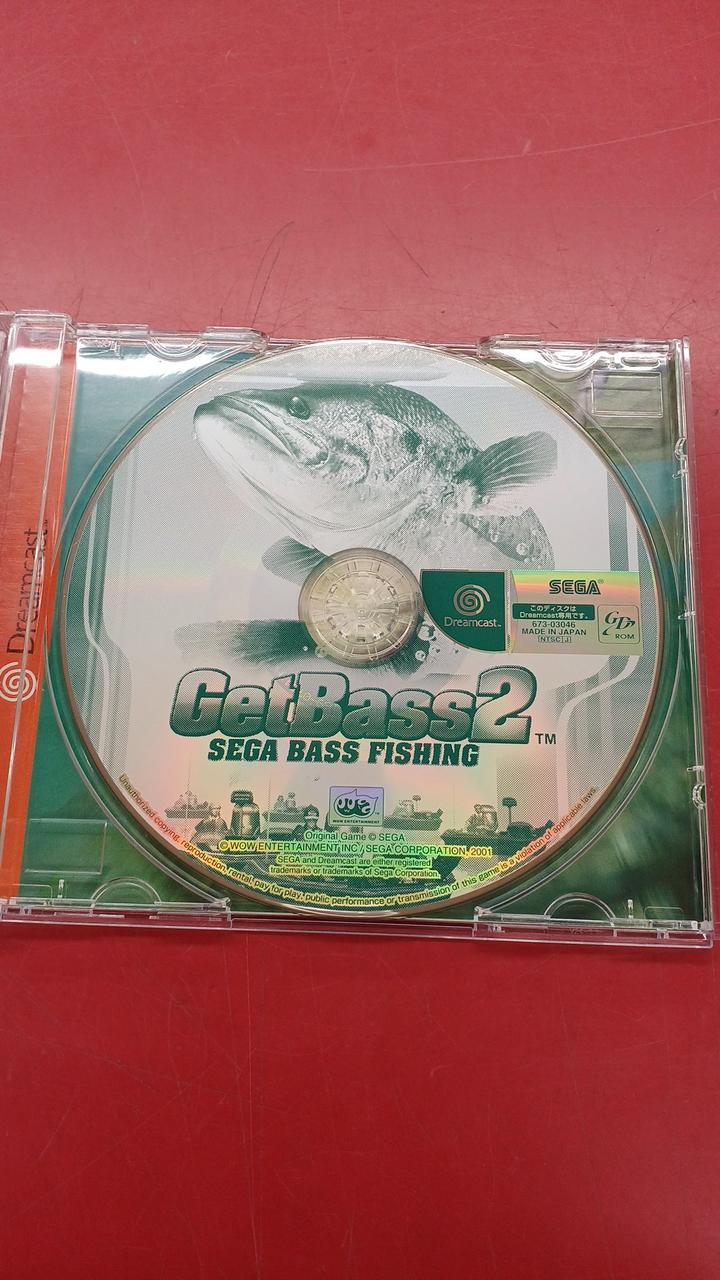 Dreamcast
SEGA®
Dreamcast™
このディスクは
Dreamcast専用です。
673-03046
MADE IN JAPAN
[NTSC J]
GD
ROM
GetBass2™
SEGA BASS FISHING
WOW ENTERTAINMENT
Original Game © SEGA
© WOW ENTERTAINMENT INC./ SEGA CORPORATION, 2001
SEGA and Dreamcast are either registered
trademarks or trademarks of Sega Corporation.
Unauthorized copying, reproduction, rental, pay for play, public performance or transmission of this game is a violation of applicable laws.